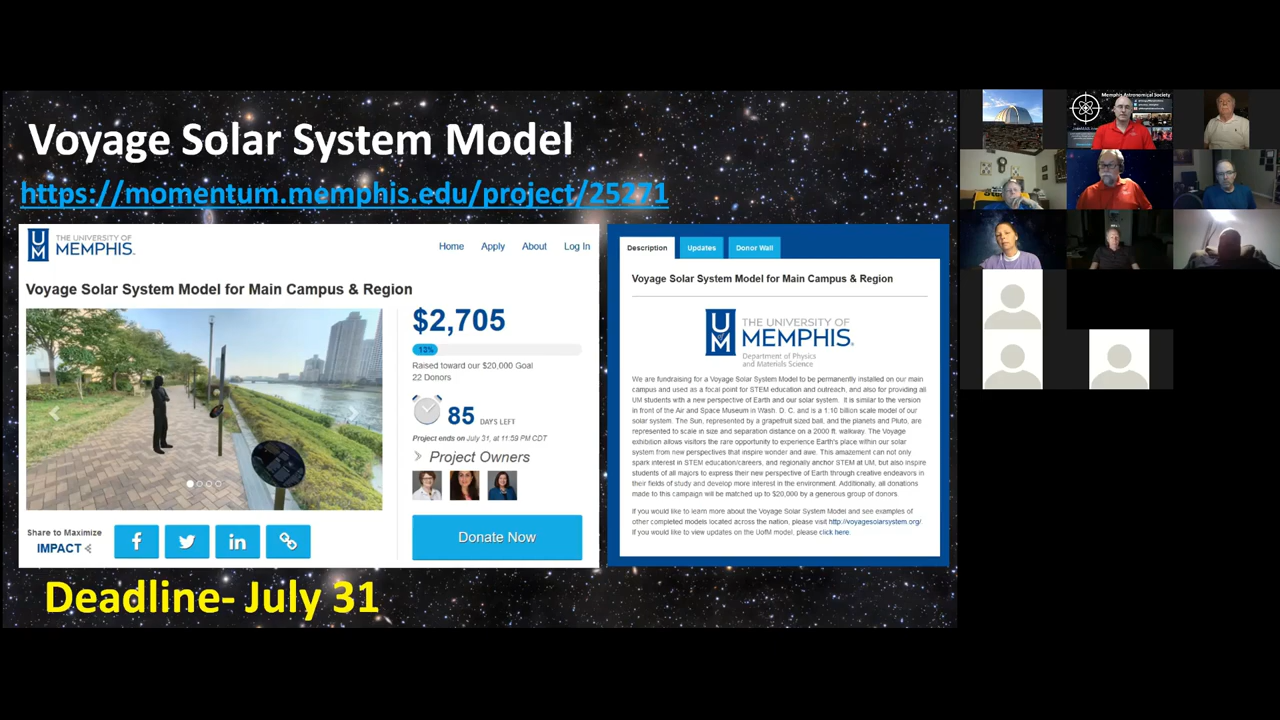 Voyage Solar System Model
https://momentum.memphis.edu/project/25271
UM
THE UNIVERSITY OF
MEMPHIS
Home Apply About Log In
Voyage Solar System Model for Main Campus & Region
$2,705
13%
Raised toward our $20,000 Goal
22 Donors
85 DAYS LEFT
Project ends on July 31, at 11:59 PM CDT
Project Owners
Share to Maximize
IMPACT
Donate Now
Deadline- July 31
Description Updates Donor Wall
Voyage Solar System Model for Main Campus & Region
UofM
THE UNIVERSITY OF
MEMPHIS
Department of Physics
and Materials Science
We are fundraising for a Voyage Solar System Model to be permanently installed on our main
campus and used as a focal point for STEM education and outreach, and also for providing all
UM students with a new perspective of Earth and our solar system. It is similar to the version
in front of the Air and Space Museum in Wash. D. C. and is a 1:10 billion scale model of our
solar system. The Sun, represented by a grapefruit sized ball, and the planets and Pluto, are
represented to scale in size and separation distance on a 2000 ft. walkway. The Voyage
exhibition allows visitors the rare opportunity to experience Earth's place within our solar
system from new perspectives that inspire wonder and awe. This amazement can not only
spark interest in STEM education/careers, and regionally anchor STEM at UM, but also inspire
students of all majors to express their new perspective of Earth through creative endeavors in
their fields of study and develop more interest in the environment. Additionally, all donations
made to this campaign will be matched up to $20,000 by a generous group of donors.
If you would like to learn more about the Voyage Solar System Model and see examples of
other completed models located across the nation, please visit http://voyagesolarsystem.org/
If you would like to view updates on the UofM model, please click here.
Memphis Astronomical Society